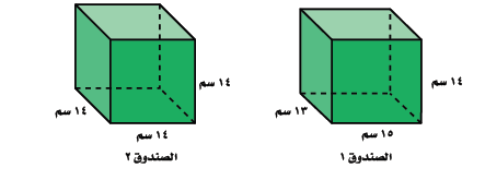 ١٤ سم
١٣ سم
١٥ سم
الصندوق ١
١٤ سم
١٤ سم
١٤ سم
الصندوق ٢